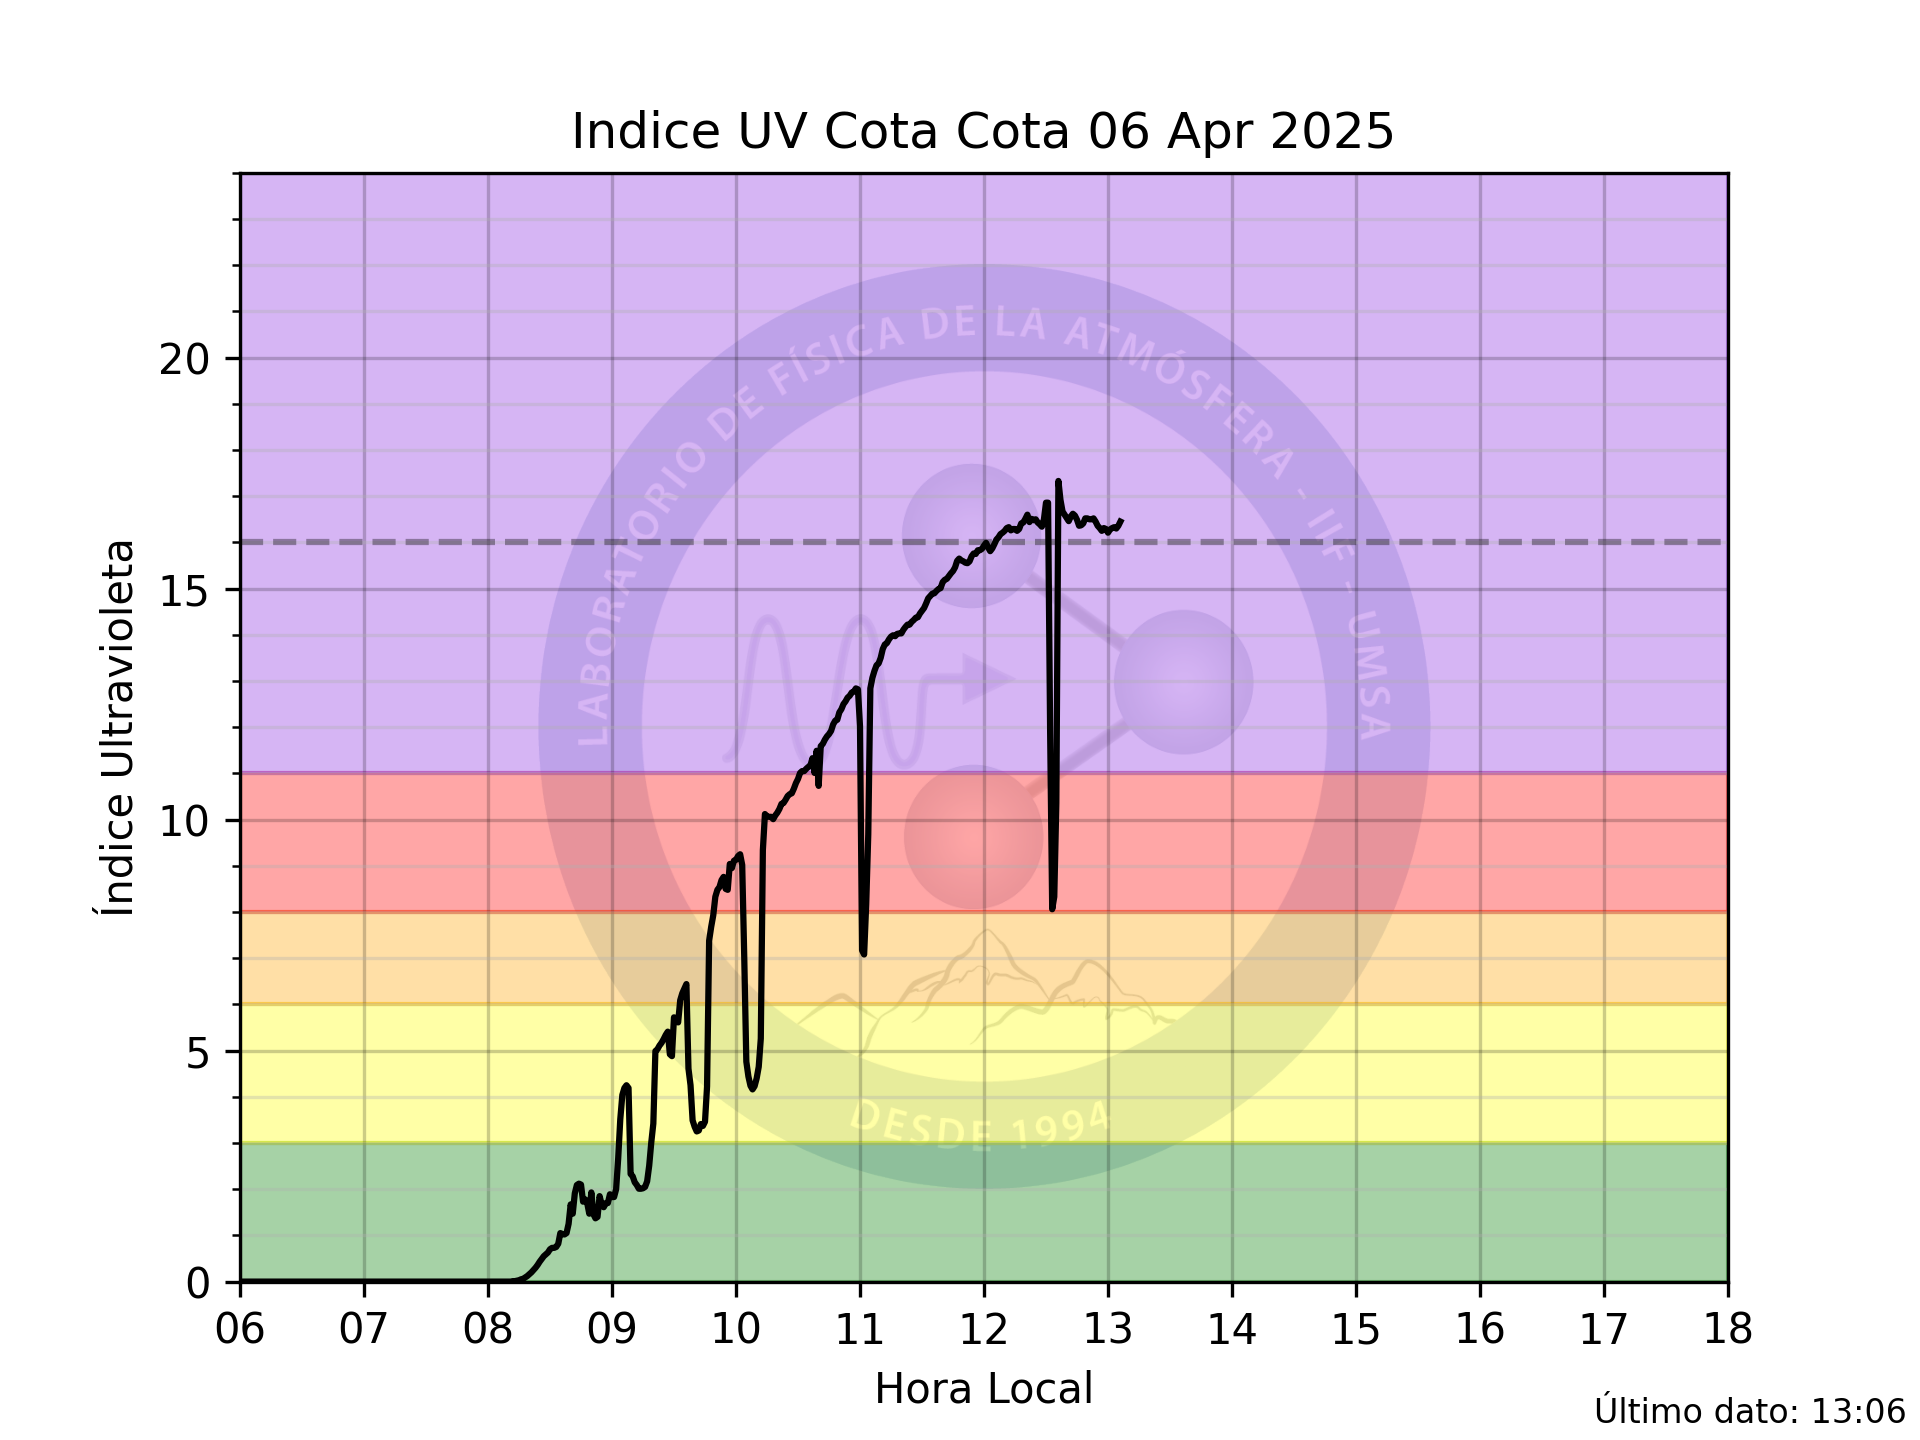 Indice UV Cota Cota 06 Apr 2025
Índice Ultravioleta
20
15
10
5
0
LABORATORIO DE FÍSICA DE LA ATMÓSFERA - IIF - UMSA
DESDE 1994
06 07 08 09 10 11 12 13 14 15 16 17 18
Hora Local
Último dato: 13:06